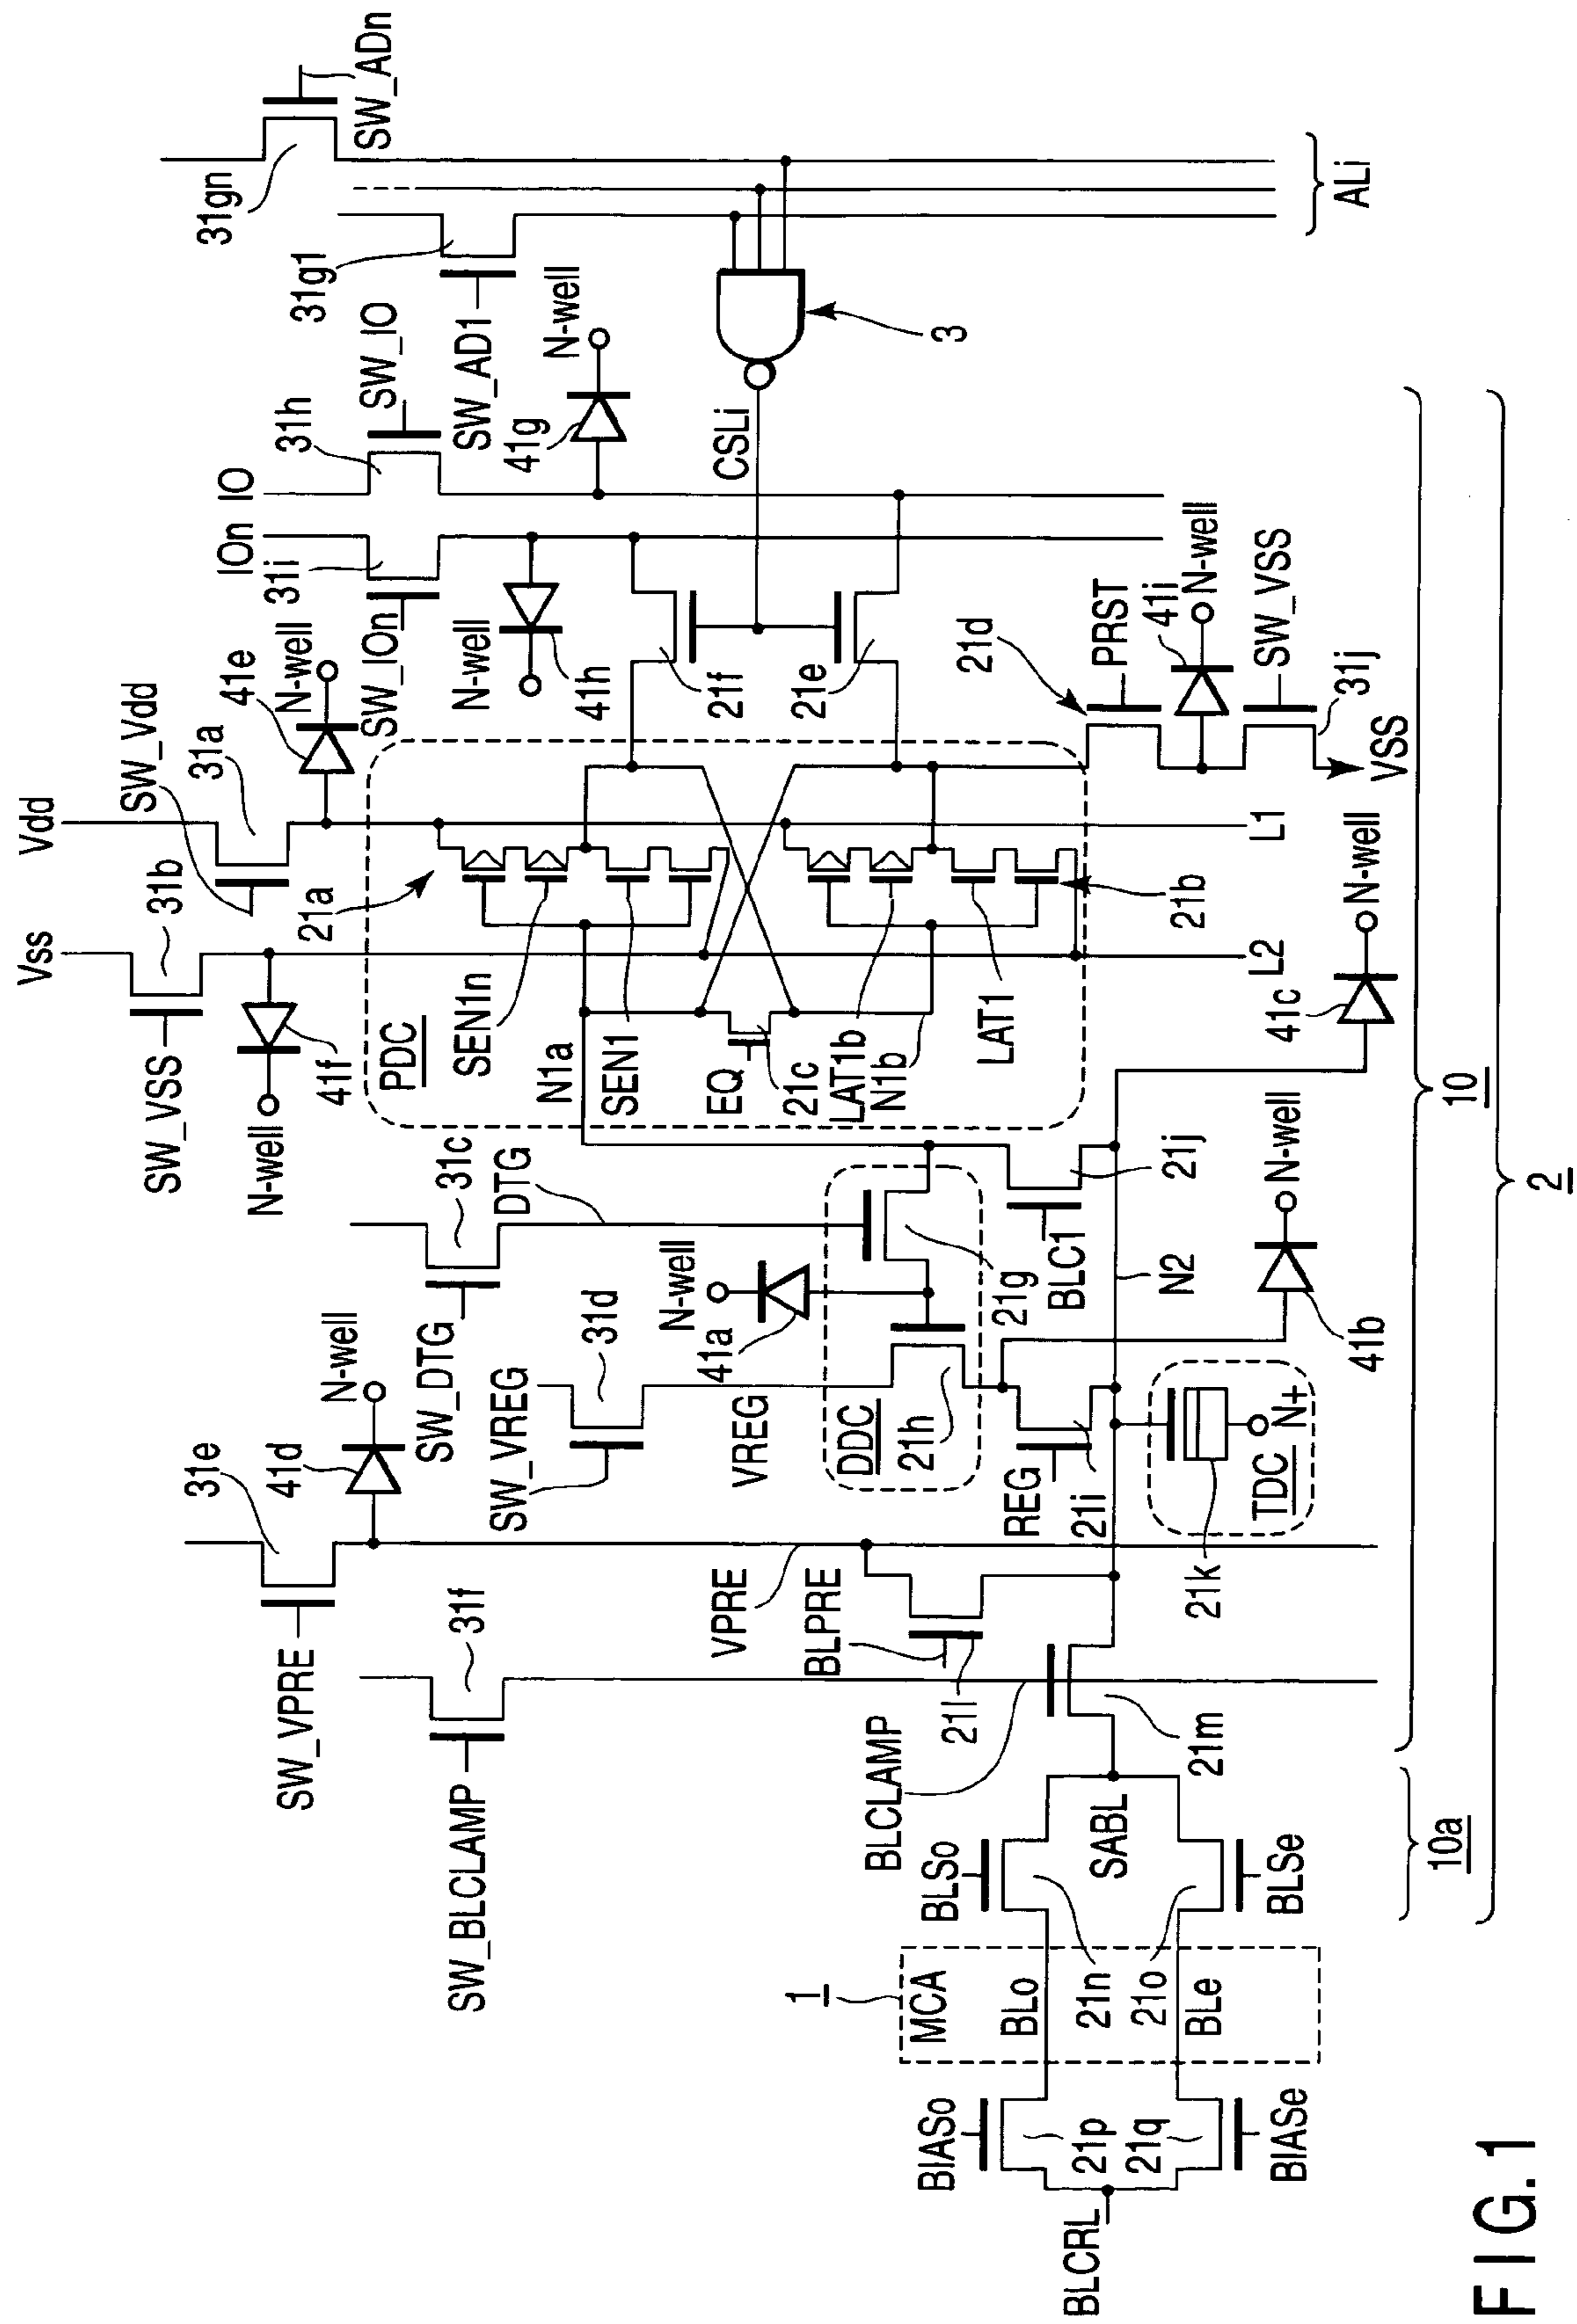 SW_ADn
31gn
ALi
31g1
SW_AD1
N-well
3
SW_IO
31h
41g
CSLi
IO
IOn
31i
SW_IOn
N-well
41h
21f
21e
21d
PRST
41i
N-well
SW_VSS
31j
VSS
Vdd
SW_Vdd
31a
41e
N-well
Vss
31b
SW_VSS
N-well
41f
PDC
21a
SEN1n
SEN1
N1a
EQ
21c
LAT1b
N1b
LAT1
21b
L1
L2
N-well
41c
31c
DTG
SW_DTG
31d
SW_VREG
VREG
N-well
41a
DDC
21h
21g
BLC1
21j
N2
N-well
41b
REG
21i
TDC
N+
21k
31e
41d
N-well
SW_VPRE
31f
SW_BLCLAMP
VPRE
BLPRE
21l
BLCLAMP
21m
BLSo
SABL
BLSe
21n
21o
1
MCA
BLo
BLe
BIASo
21p
21q
BIASe
BLCRL
10a
10
2
FIG.1